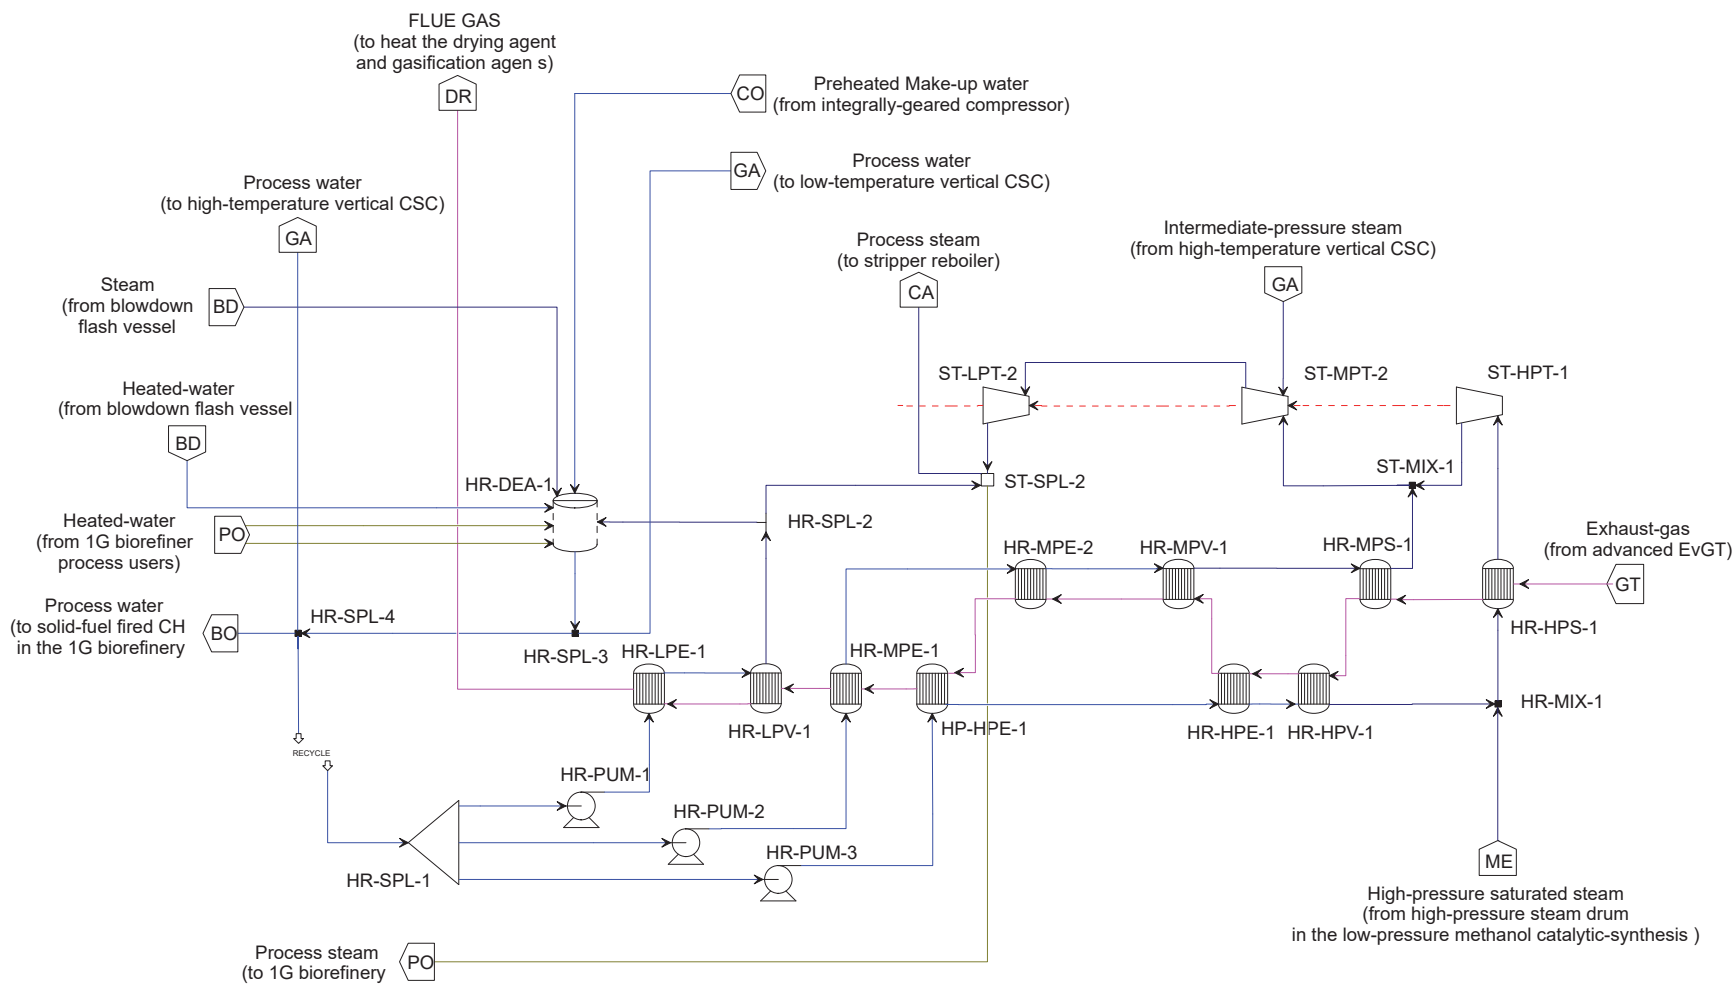 FLUE GAS
(to heat the drying agent
and gasification agen s)
DR
CO
Preheated Make-up water
(from integrally-geared compressor)
GA
Process water
(to low-temperature vertical CSC)
Process water
(to high-temperature vertical CSC)
GA
Process steam
(to stripper reboiler)
CA
Intermediate-pressure steam
(from high-temperature vertical CSC)
GA
Steam
(from blowdown
flash vessel
BD
Heated-water
(from blowdown flash vessel
BD
ST-LPT-2
ST-MPT-2
ST-HPT-1
HR-DEA-1
ST-SPL-2
ST-MIX-1
Heated-water
(from 1G biorefiner
process users)
PO
HR-SPL-2
HR-MPE-2
HR-MPV-1
HR-MPS-1
Exhaust-gas
(from advanced EvGT)
GT
Process water
(to solid-fuel fired CH
in the 1G biorefinery
BO
HR-SPL-4
HR-SPL-3
HR-LPE-1
HR-MPE-1
HR-HPS-1
HR-LPV-1
HP-HPE-1
HR-HPE-1
HR-HPV-1
HR-MIX-1
RECYCLE
HR-PUM-1
HR-PUM-2
HR-PUM-3
HR-SPL-1
ME
High-pressure saturated steam
(from high-pressure steam drum
in the low-pressure methanol catalytic-synthesis )
Process steam
(to 1G biorefinery
PO